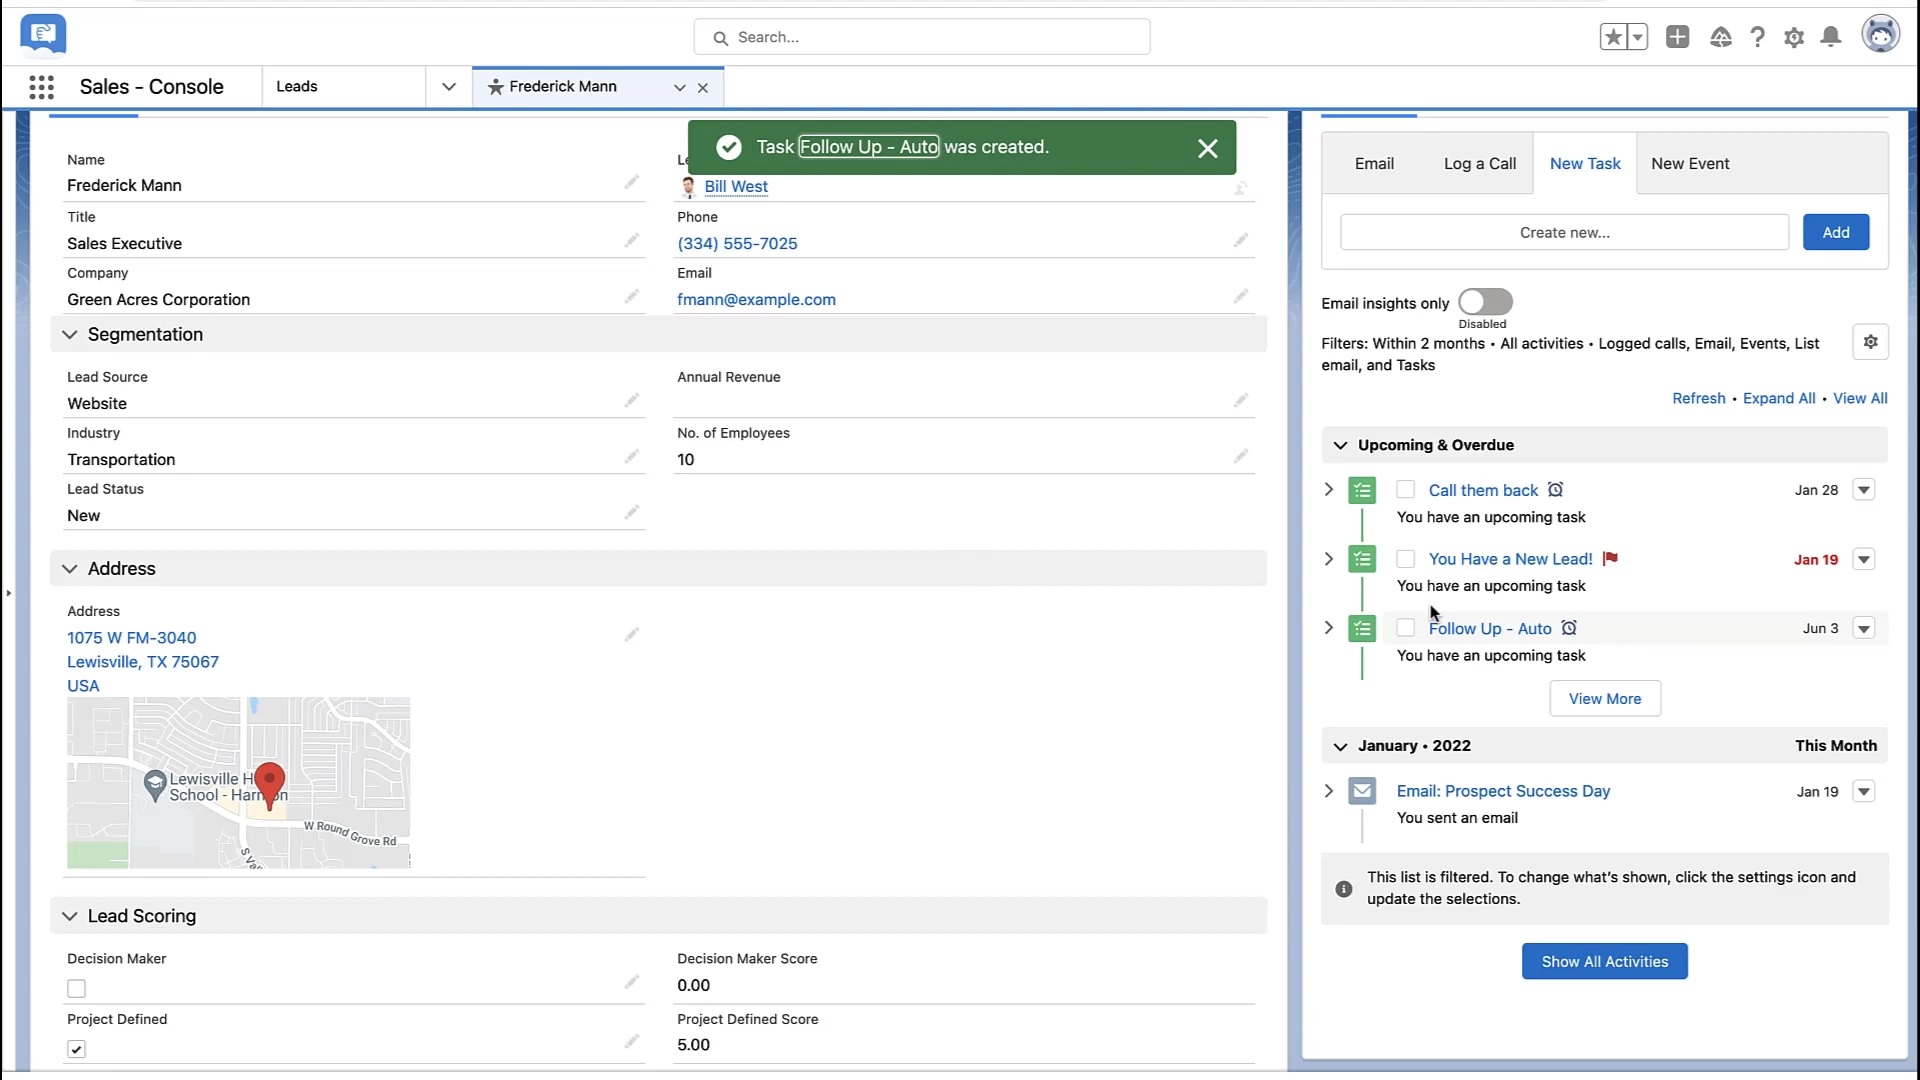 Search...
Sales - Console
Leads
Frederick Mann
Task Follow Up - Auto was created.
Name
Frederick Mann
Bill West
Title
Sales Executive
Phone
(334) 555-7025
Company
Green Acres Corporation
Email
fmann@example.com
Segmentation
Lead Source
Website
Annual Revenue
Industry
Transportation
No. of Employees
10
Lead Status
New
Address
Address
1075 W FM-3040
Lewisville, TX 75067
USA
Lewisville H
School - Harmon
W Round Grove Rd
Lead Scoring
Decision Maker
Decision Maker Score
0.00
Project Defined
Project Defined Score
5.00
Email
Log a Call
New Task
New Event
Create new...
Add
Email insights only
Disabled
Filters: Within 2 months • All activities • Logged calls, Email, Events, List
email, and Tasks
Refresh • Expand All • View All
Upcoming & Overdue
Call them back
Jan 28
You have an upcoming task
You Have a New Lead!
Jan 19
You have an upcoming task
Follow Up - Auto
Jun 3
You have an upcoming task
View More
January • 2022
This Month
Email: Prospect Success Day
Jan 19
You sent an email
This list is filtered. To change what's shown, click the settings icon and
update the selections.
Show All Activities